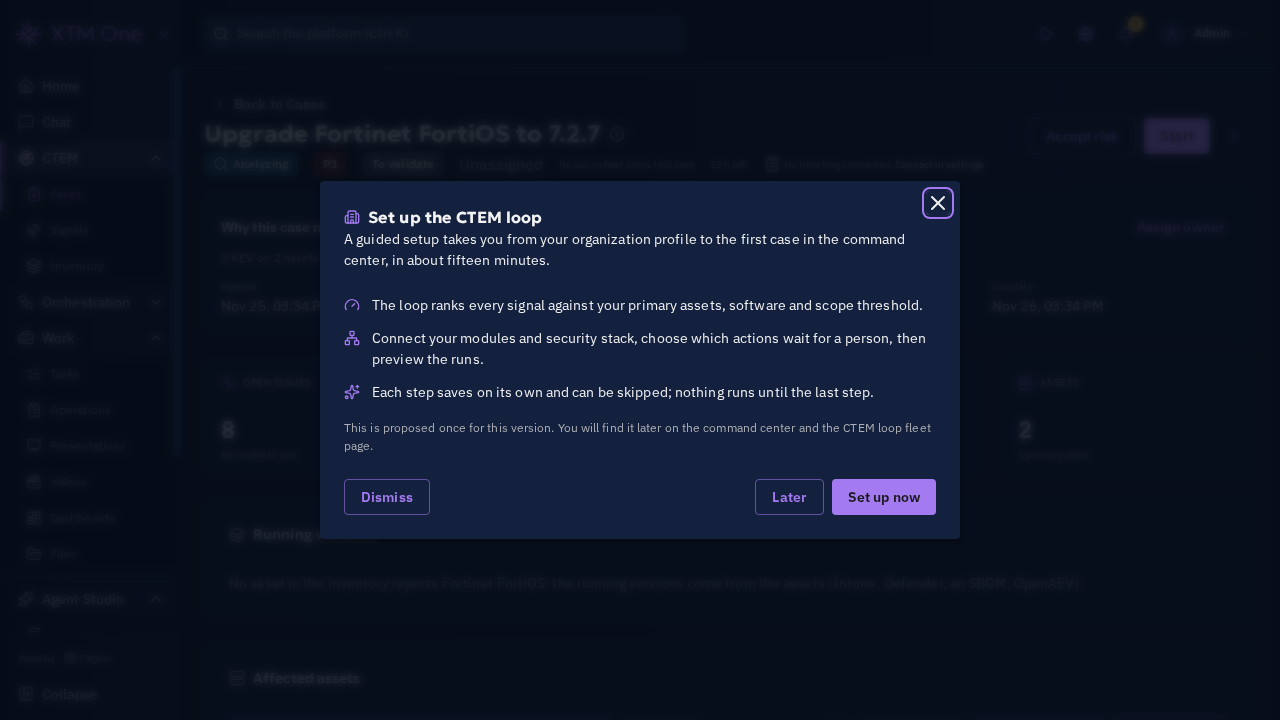 XTM One
Search the platform (Ctrl K)
Admin
Home
Chat
CTEM
Cases
Signals
Inventory
Orchestration
Work
Tasks
Operations
Dashboards
Files
Agent Studio
Collapse
Back to Cases
Upgrade Fortinet FortiOS to 7.2.7
Accept risk
Start
Analyzing
P1
To validate
Unassigned
Why this case
Assign owner
Nov 25, 03:34 PM
Nov 26, 03:34 PM
OPEN ISSUES
ASSETS
8
2
Set up the CTEM loop
A guided setup takes you from your organization profile to the first case in the command
center, in about fifteen minutes.
The loop ranks every signal against your primary assets, software and scope threshold.
Connect your modules and security stack, choose which actions wait for a person, then
preview the runs.
Each step saves on its own and can be skipped; nothing runs until the last step.
This is proposed once for this version. You will find it later on the command center and the CTEM loop fleet
page.
Dismiss
Later
Set up now
Running
No asset in the inventory reports Fortinet FortiOS: the running versions come from the assets (Intune, Defender, an SBOM, OpenAEV).
Affected assets